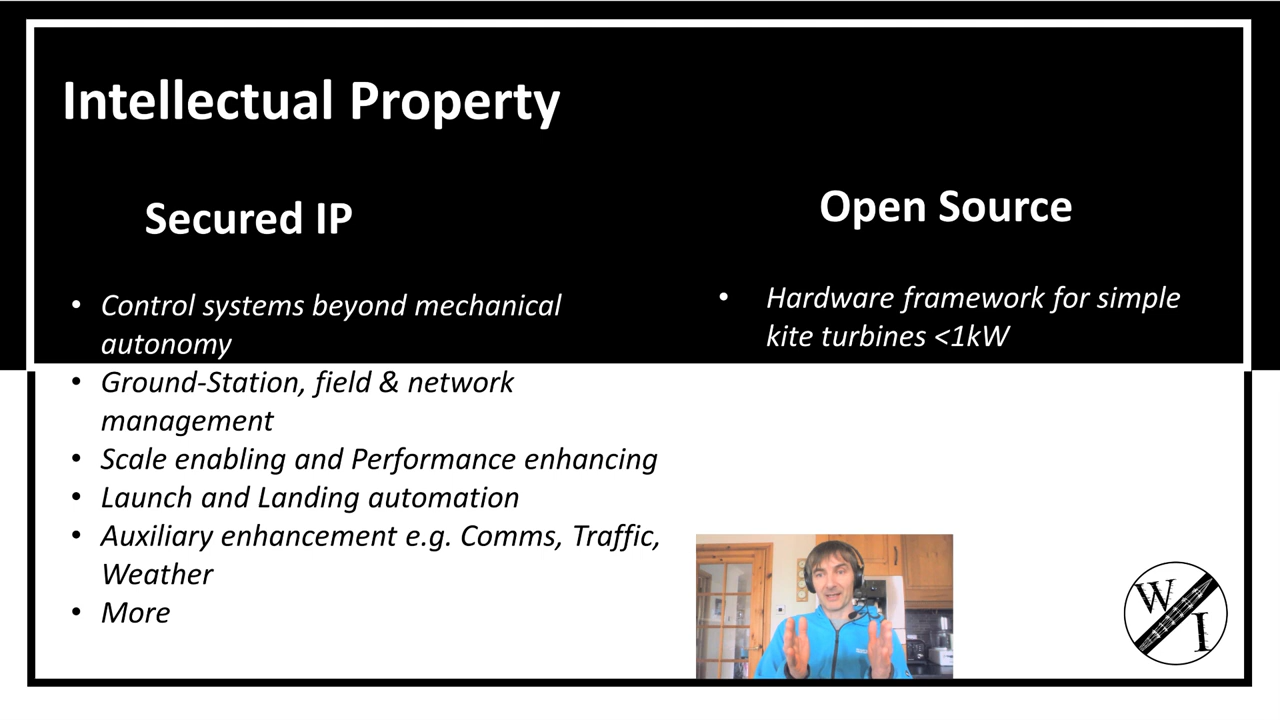 Intellectual Property
Secured IP
• Control systems beyond mechanical
autonomy
• Ground-Station, field & network
management
• Scale enabling and Performance enhancing
• Launch and Landing automation
• Auxiliary enhancement e.g. Comms, Traffic,
Weather
• More
Open Source
• Hardware framework for simple
kite turbines <1kW
W
I